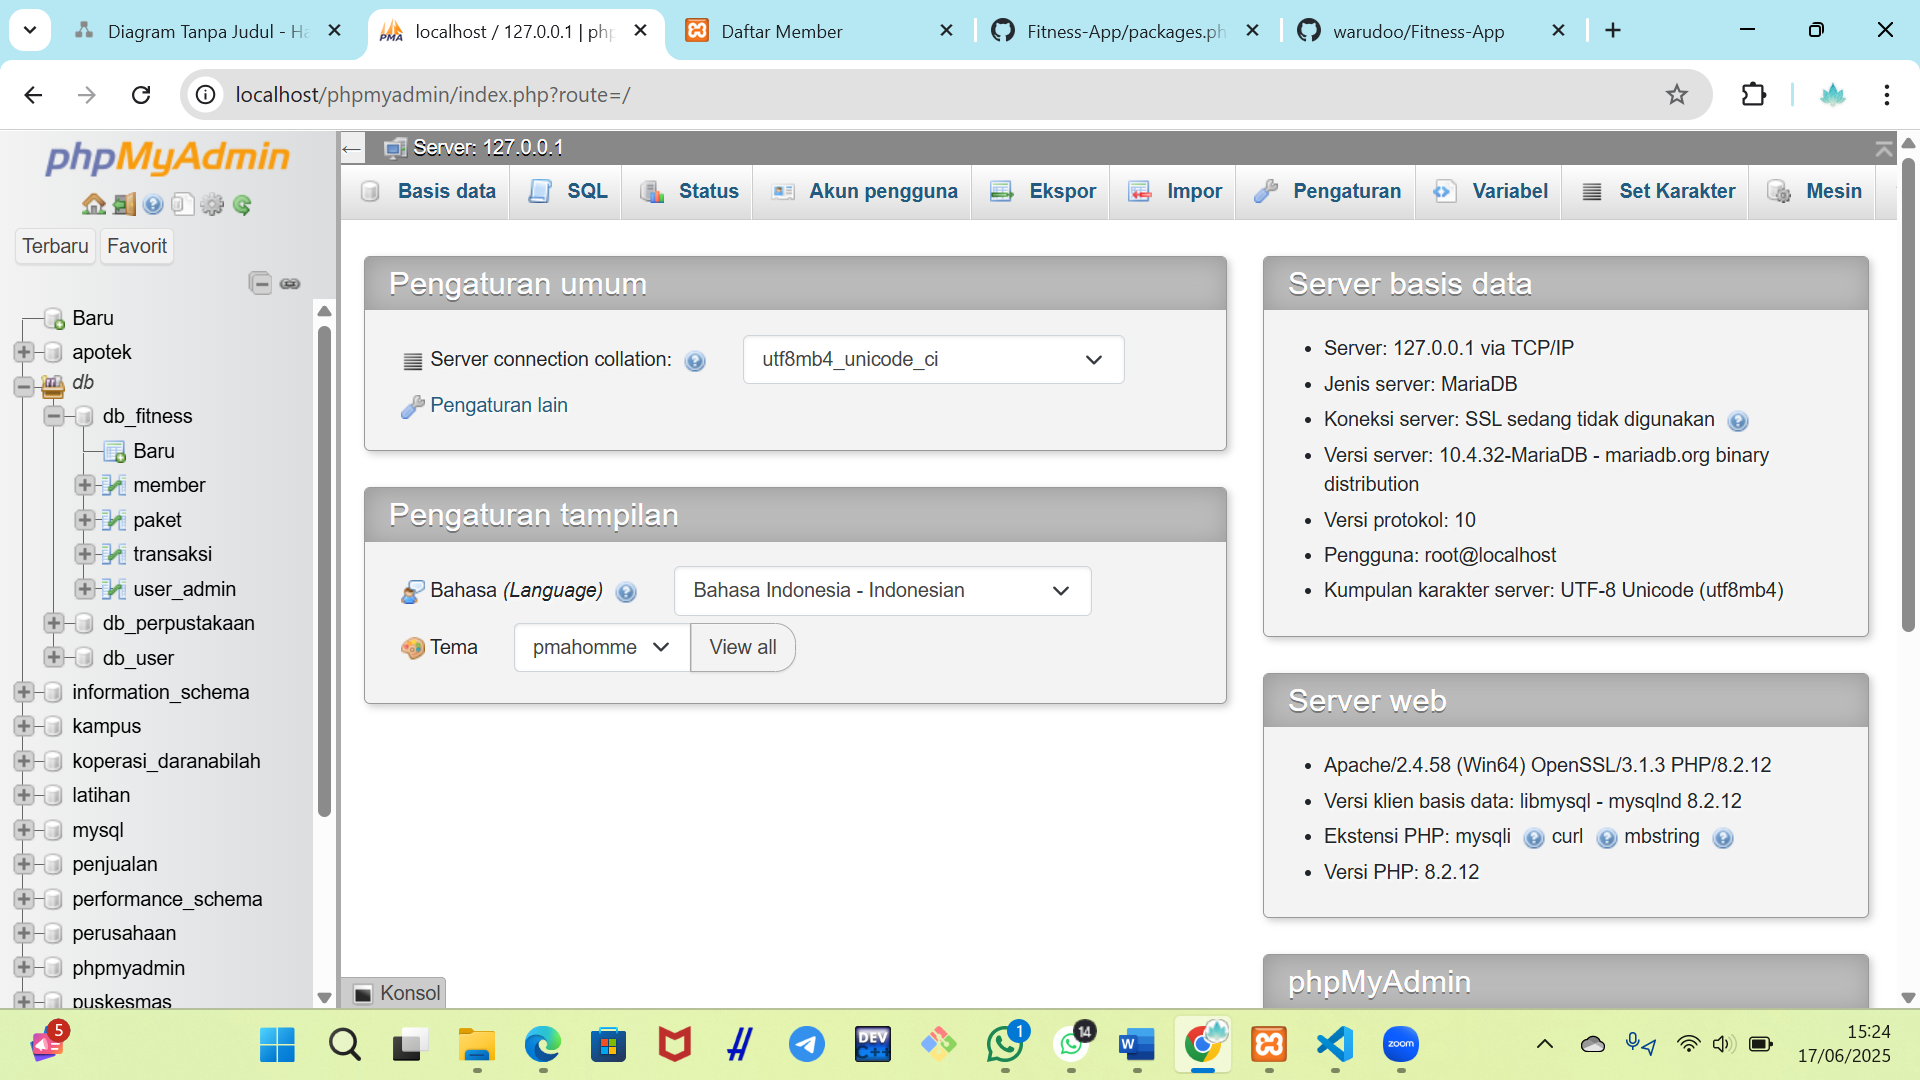 Diagram Tanpa Judul - Ha
localhost / 127.0.0.1 | php
Daftar Member
Fitness-App/packages.ph
warudoo/Fitness-App
localhost/phpmyadmin/index.php?route=/
phpMyAdmin
Terbaru
Favorit
Baru
apotek
db
db_fitness
Baru
member
paket
transaksi
user_admin
db_perpustakaan
db_user
information_schema
kampus
koperasi_daranabilah
latihan
mysql
penjualan
performance_schema
perusahaan
phpmyadmin
puskesmas
Server: 127.0.0.1
Basis data
SQL
Status
Akun pengguna
Ekspor
Impor
Pengaturan
Variabel
Set Karakter
Mesin
Pengaturan umum
Server connection collation:
utf8mb4_unicode_ci
Pengaturan lain
Pengaturan tampilan
Bahasa (Language)
Bahasa Indonesia - Indonesian
Tema
pmahomme
View all
Server basis data
• Server: 127.0.0.1 via TCP/IP
• Jenis server: MariaDB
• Koneksi server: SSL sedang tidak digunakan
• Versi server: 10.4.32-MariaDB - mariadb.org binary
distribution
• Versi protokol: 10
• Pengguna: root@localhost
• Kumpulan karakter server: UTF-8 Unicode (utf8mb4)
Server web
• Apache/2.4.58 (Win64) OpenSSL/3.1.3 PHP/8.2.12
• Versi klien basis data: libmysql - mysqlnd 8.2.12
• Ekstensi PHP: mysqli curl mbstring
• Versi PHP: 8.2.12
phpMyAdmin
Konsol
5
DEV
C++
1
14
W
zoom
15:24
17/06/2025